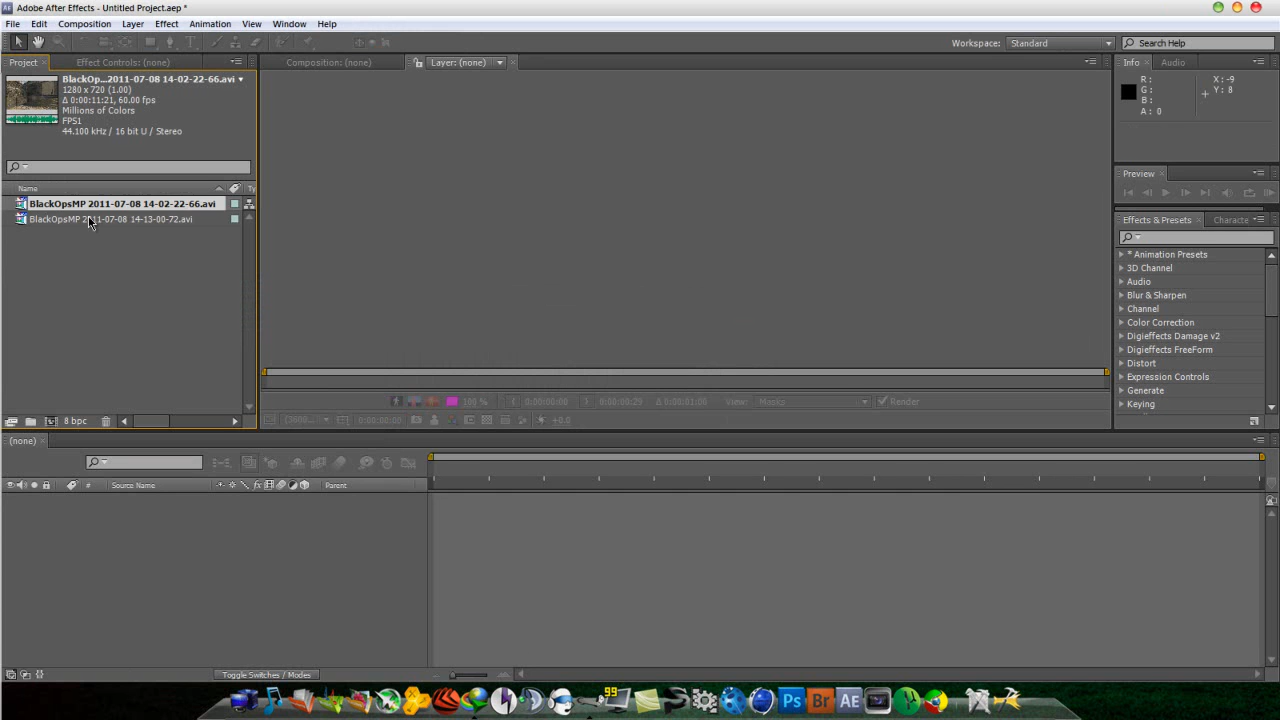 Adobe After Effects - Untitled Project.aep *
File Edit Composition Layer Effect Animation View Window Help
Workspace: Standard Search Help
Project Effect Controls: (none) Composition: (none) Layer: (none) Info Audio
BlackOp...2011-07-08 14-02-22-66.avi
1280 x 720 (1.00)
Δ 0:00:11:21, 60.00 fps
Millions of Colors
FPS1
44.100 kHz / 16 bit U / Stereo
R : X : -9
G : Y : 8
B :
A : 0
Preview
Name Ty
BlackOpsMP 2011-07-08 14-02-22-66.avi
BlackOpsMP 2011-07-08 14-13-00-72.avi
Effects & Presets Characte
* Animation Presets
3D Channel
Audio
Blur & Sharpen
Channel
Color Correction
Digieffects Damage v2
Digieffects FreeForm
Distort
Expression Controls
Generate
Keying
100 % 0:00:00:00 0:00:00:29 Δ 0:00:01:00 View: Masks Render
8 bpc (3600... 0:00:00:00 +0.0
(none)
# Source Name Parent
Toggle Switches / Modes
99
Ps Br AE